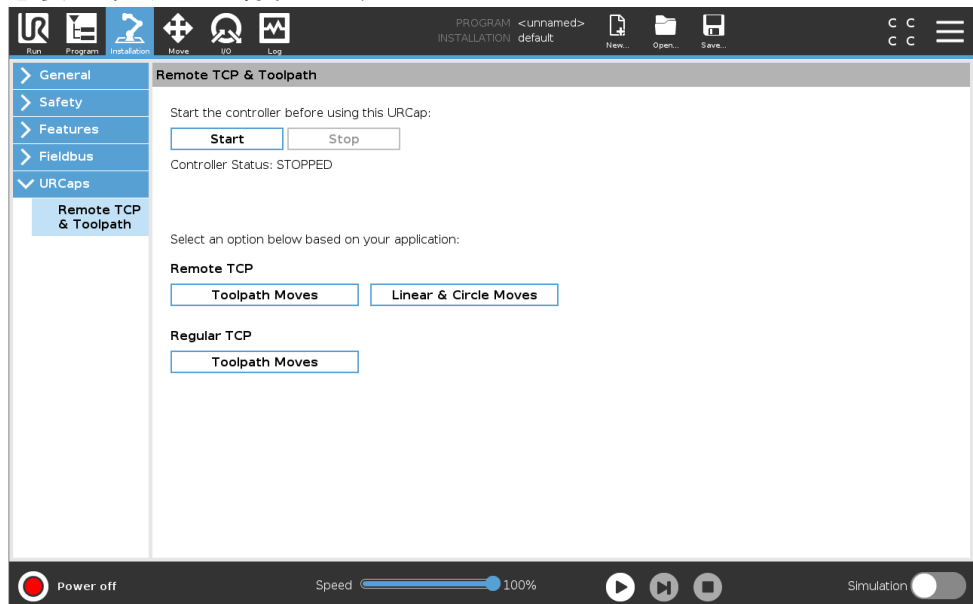 PROGRAM <unnamed>
INSTALLATION default
C C
C C
Run Program Installation Move I/O Log New... Open... Save...
General
Safety
Features
Fieldbus
URCaps
Remote TCP
& Toolpath
Remote TCP & Toolpath
Start the controller before using this URCap:
Start Stop
Controller Status: STOPPED
Select an option below based on your application:
Remote TCP
Toolpath Moves Linear & Circle Moves
Regular TCP
Toolpath Moves
Power off Speed 100% Simulation